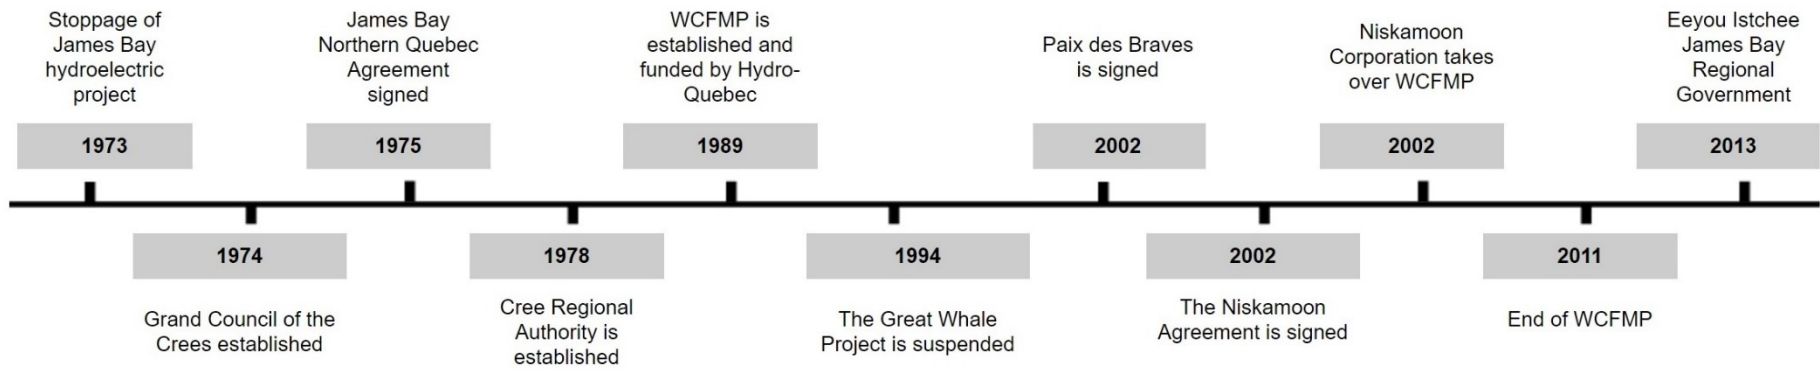 Stoppage of
James Bay
hydroelectric
project
1973
Grand Council of the
Crees established
1974
James Bay
Northern Quebec
Agreement
signed
1975
Cree Regional
Authority is
established
1978
WCFMP is
established and
funded by Hydro-
Quebec
1989
The Great Whale
Project is suspended
1994
Paix des Braves
is signed
2002
The Niskamoon
Agreement is signed
2002
Niskamoon
Corporation takes
over WCFMP
2002
End of WCFMP
2011
Eeyou Istchee
James Bay
Regional
Government
2013